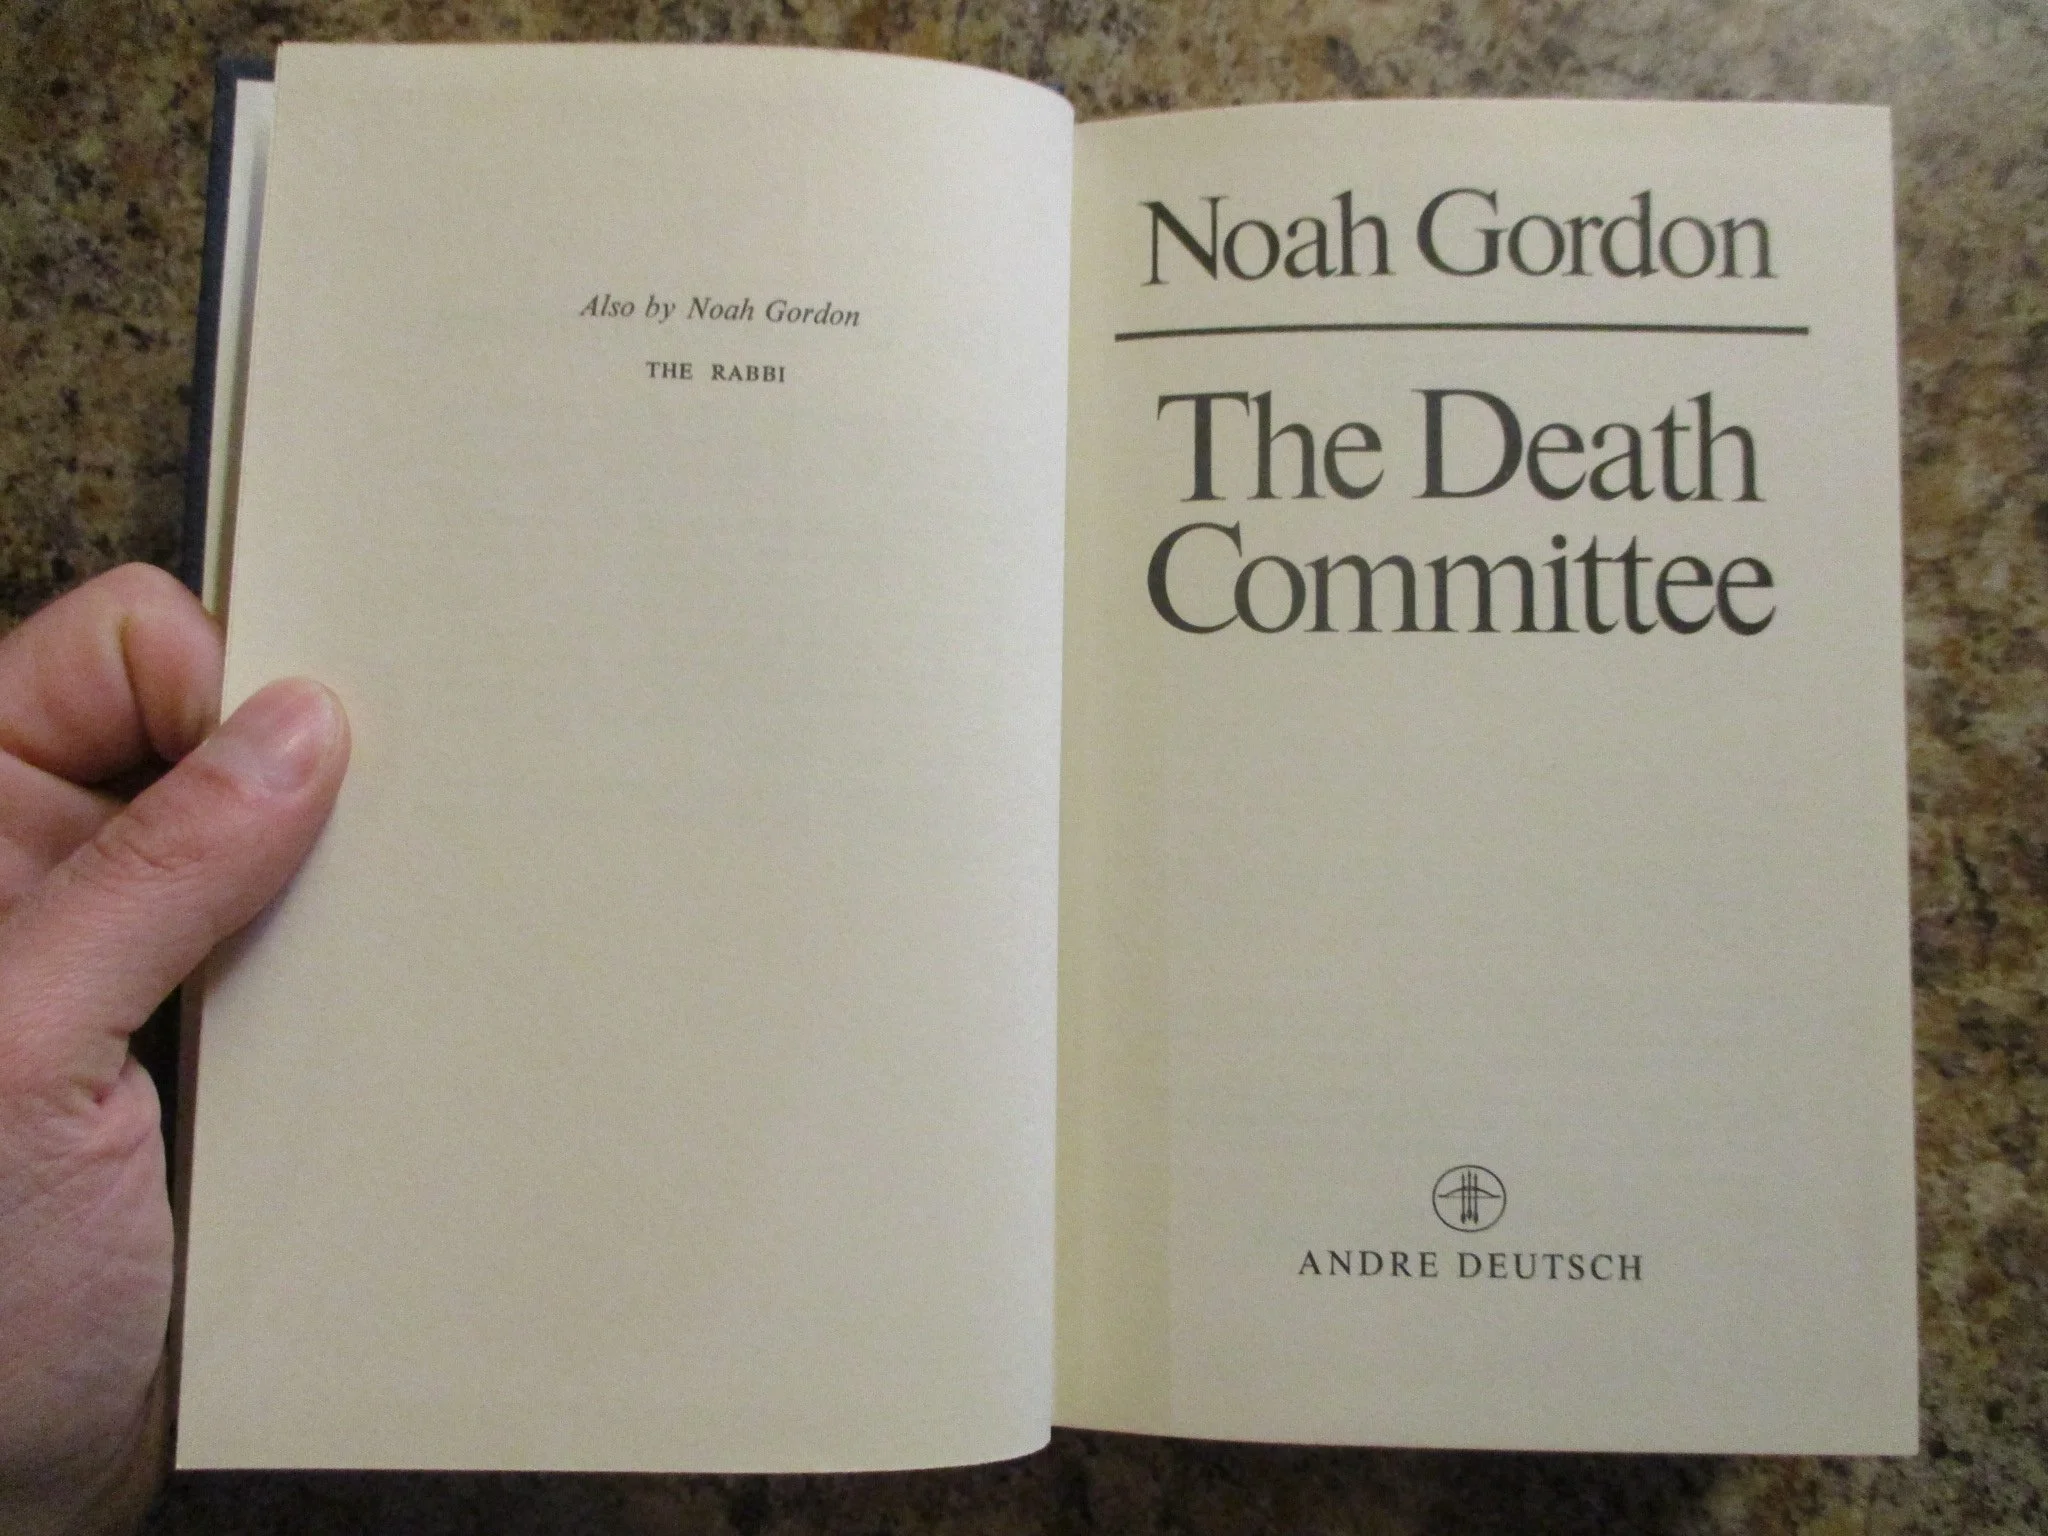 Also by Noah Gordon
THE RABBI
Noah Gordon
The Death
Committee
ANDRE DEUTSCH